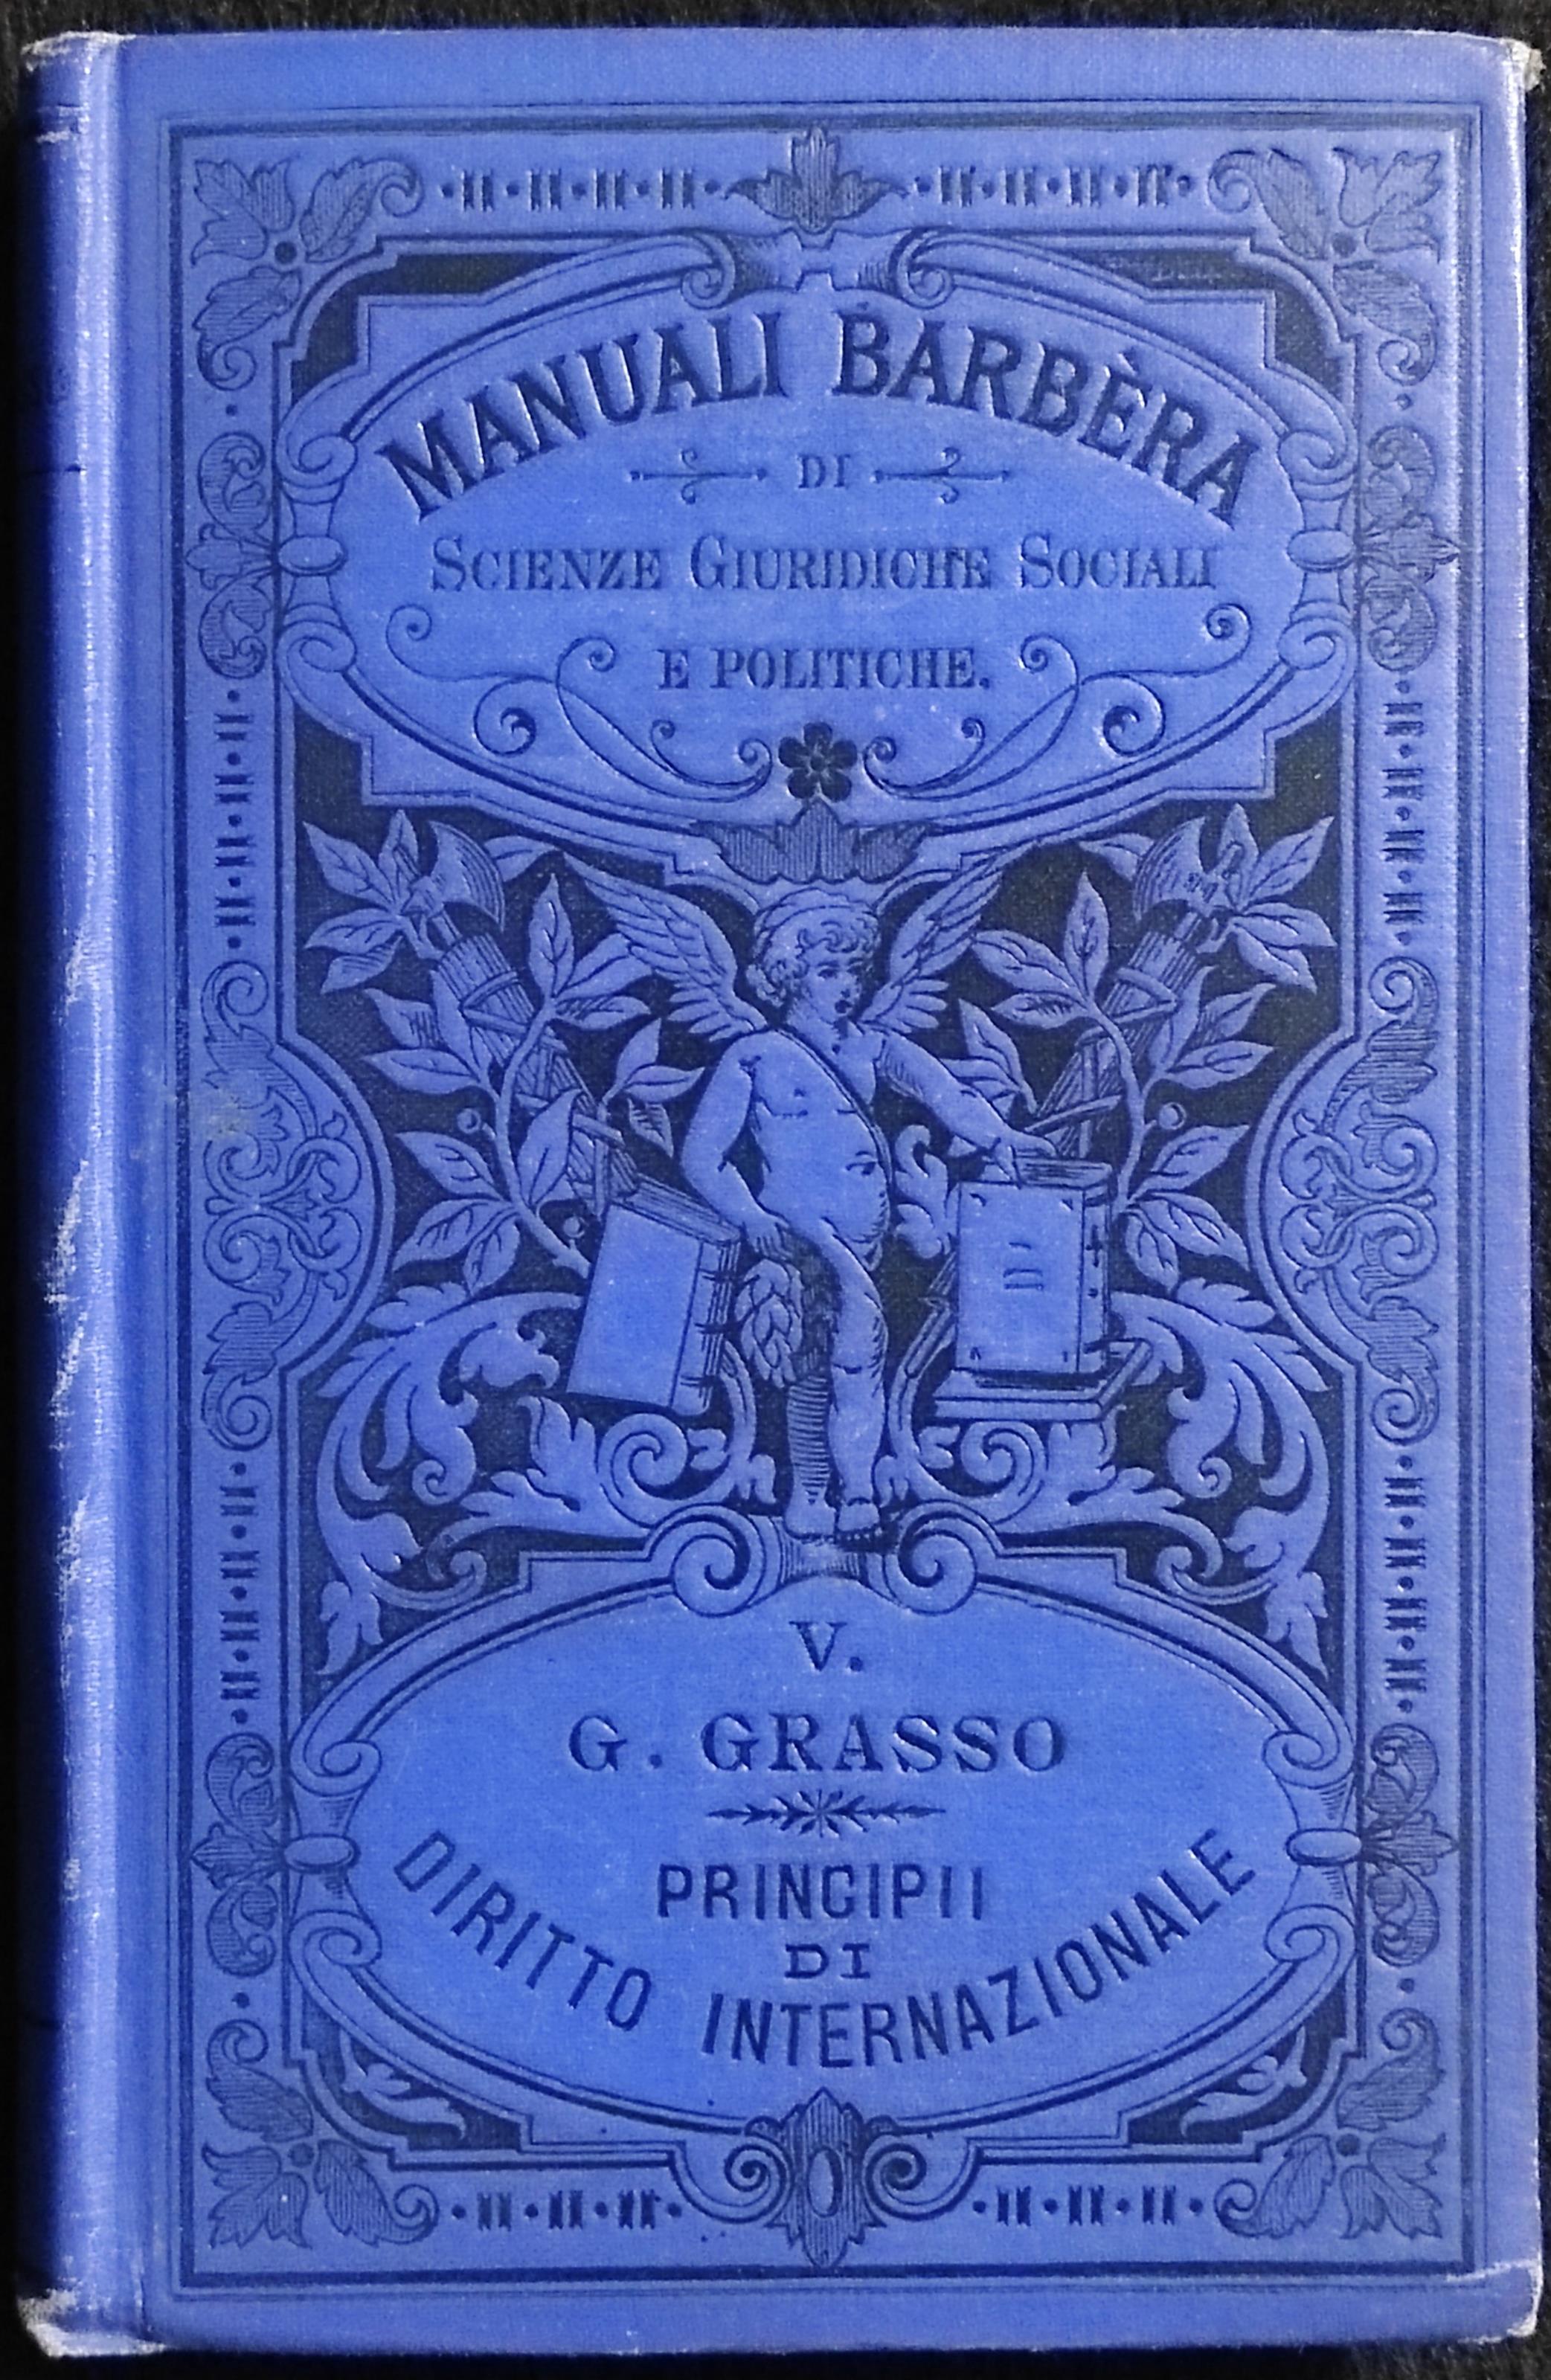 MANUALI BARBÈRA
DI
SCIENZE GIURIDICHE SOCIALI
E POLITICHE.
V.
G. GRASSO
PRINCIPII
DI
DIRITTO INTERNAZIONALE